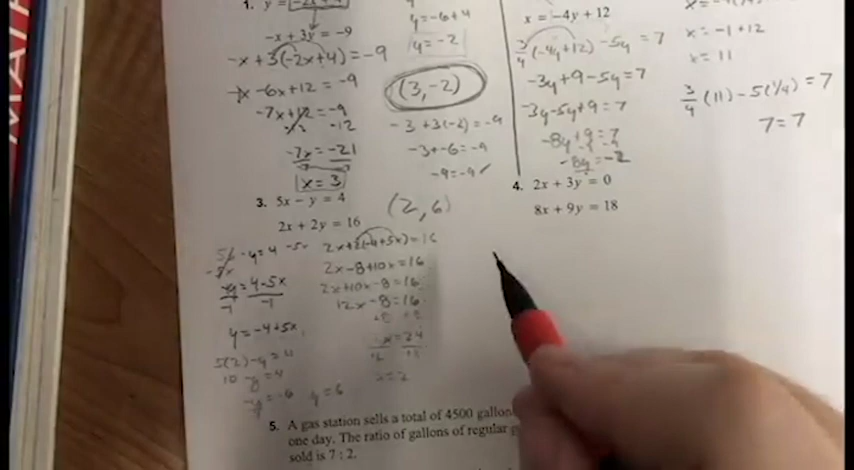 MA
1. y = -2x+4
-x + 3y = -9
-x + 3(-2x+4) = -9
-x -6x+12 = -9
-7x+12 = -9
-12 -12
-7x = -21
x = 3
y = -6+4
y = -2
(3, -2)
-3+3(-2) = -9
-3+-6 = -9
-9 = -9 ✓
x = -4y + 12
3/4(-4y+12) -5y = 7
-3y+9-5y = 7
-3y-5y+9 = 7
-8y+9 = 7
-8y = -2
x = -1+12
x = 11
3/4(11) - 5(1/4) = 7
7 = 7
3. 5x - y = 4
2x + 2y = 16
(2, 6)
-y = 4 -5x
-5x
-y = 4-5x
-1 -1
y = -4+5x
5(2)-y = 4
10 -y = 4
-y = -6 y = 6
2x+2(-4+5x) = 16
2x-8+10x = 16
2x+10x-8 = 16
12x-8 = 16
+8 +8
4. 2x + 3y = 0
8x + 9y = 18
5. A gas station sells a total of 4500 gallon
one day. The ratio of gallons of regular g
sold is 7 : 2.